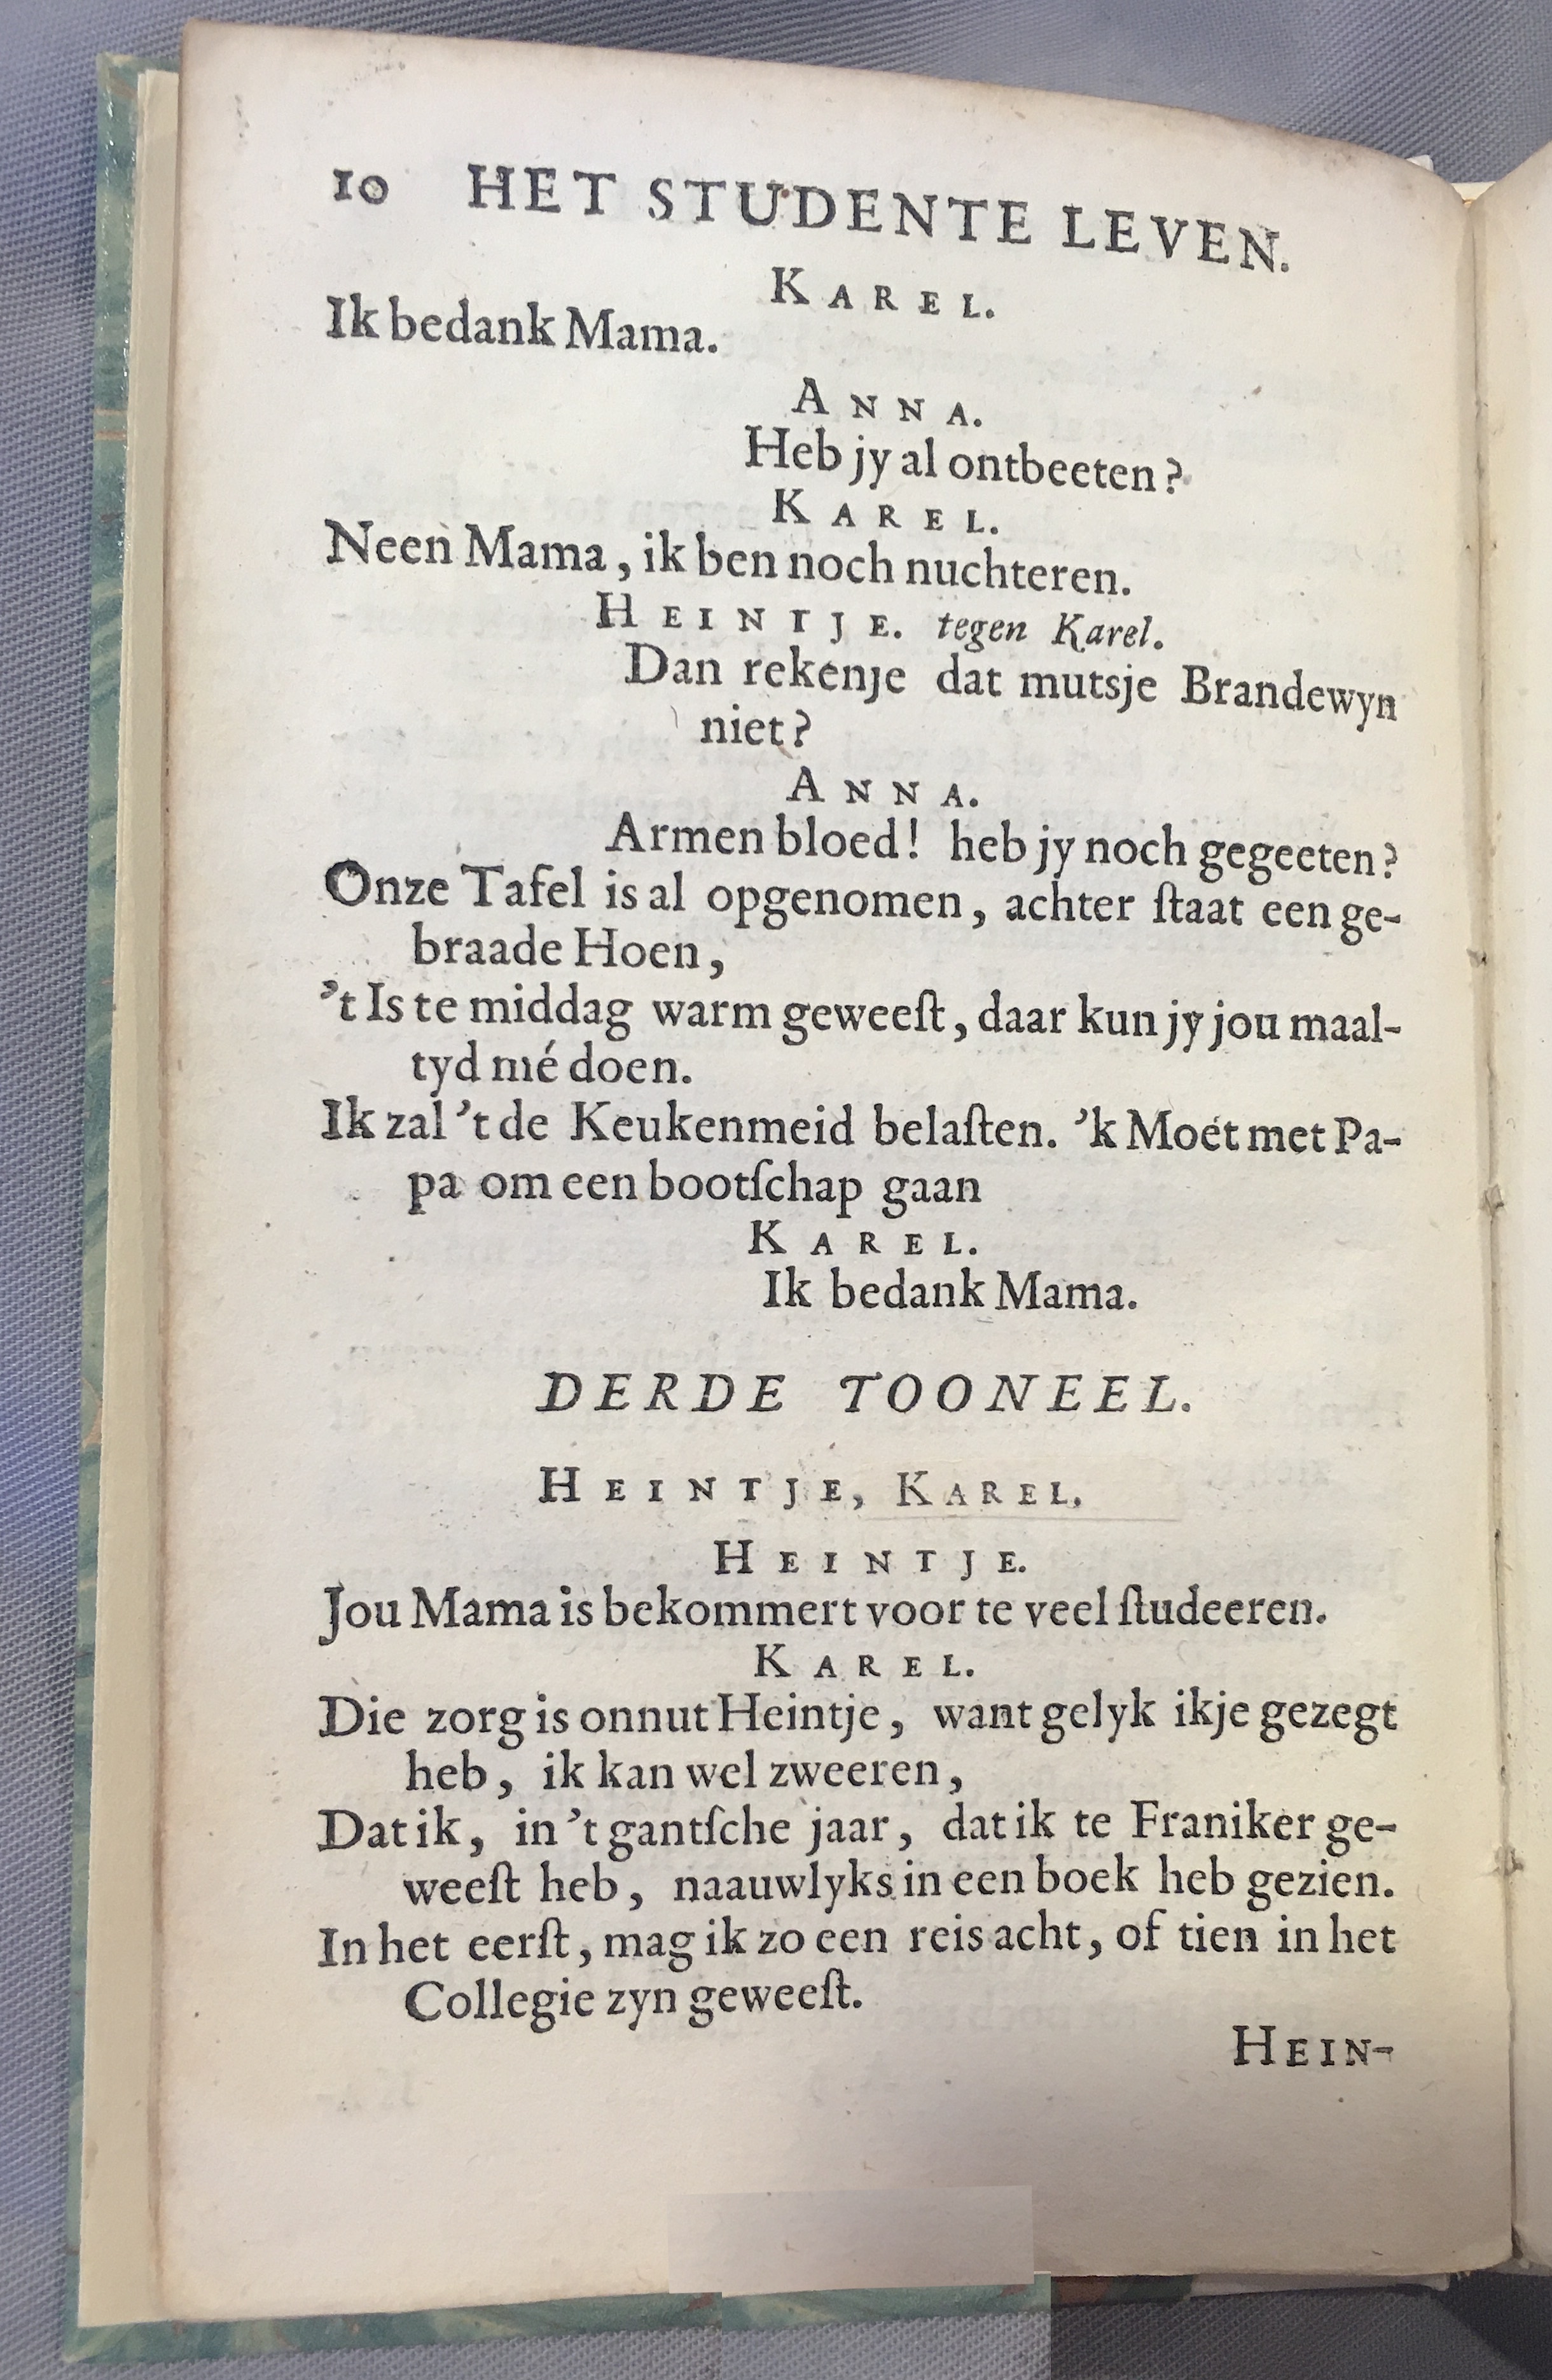 10 HET STUDENTE LEVEN.
KAREL.
Ik bedank Mama.
ANNA.
Heb jy al ontbeeten?
KAREL.
Neen Mama, ik ben noch nuchteren.
HEINTJE. tegen Karel.
Dan rekenje dat mutsje Brandewyn
niet?
ANNA.
Armen bloed! heb jy noch gegeeten?
Onze Tafel is al opgenomen, achter ſtaat een ge-
braade Hoen,
't Is te middag warm geweeſt, daar kun jy jou maal-
tyd mé doen.
Ik zal 't de Keukenmeid belaſten. 'k Moet met Pa-
pa om een bootſchap gaan
KAREL.
Ik bedank Mama.
DERDE TOONEEL.
HEINTJE, KAREL.
HEINTJE.
Jou Mama is bekommert voor te veel ſtudeeren.
KAREL.
Die zorg is onnut Heintje, want gelyk ikje gezegt
heb, ik kan wel zweeren,
Dat ik, in 't gantſche jaar, dat ik te Franiker ge-
weeſt heb, naauwlyks in een boek heb gezien.
In het eerſt, mag ik zo een reis acht, of tien in het
Collegie zyn geweeſt.
HEIN-